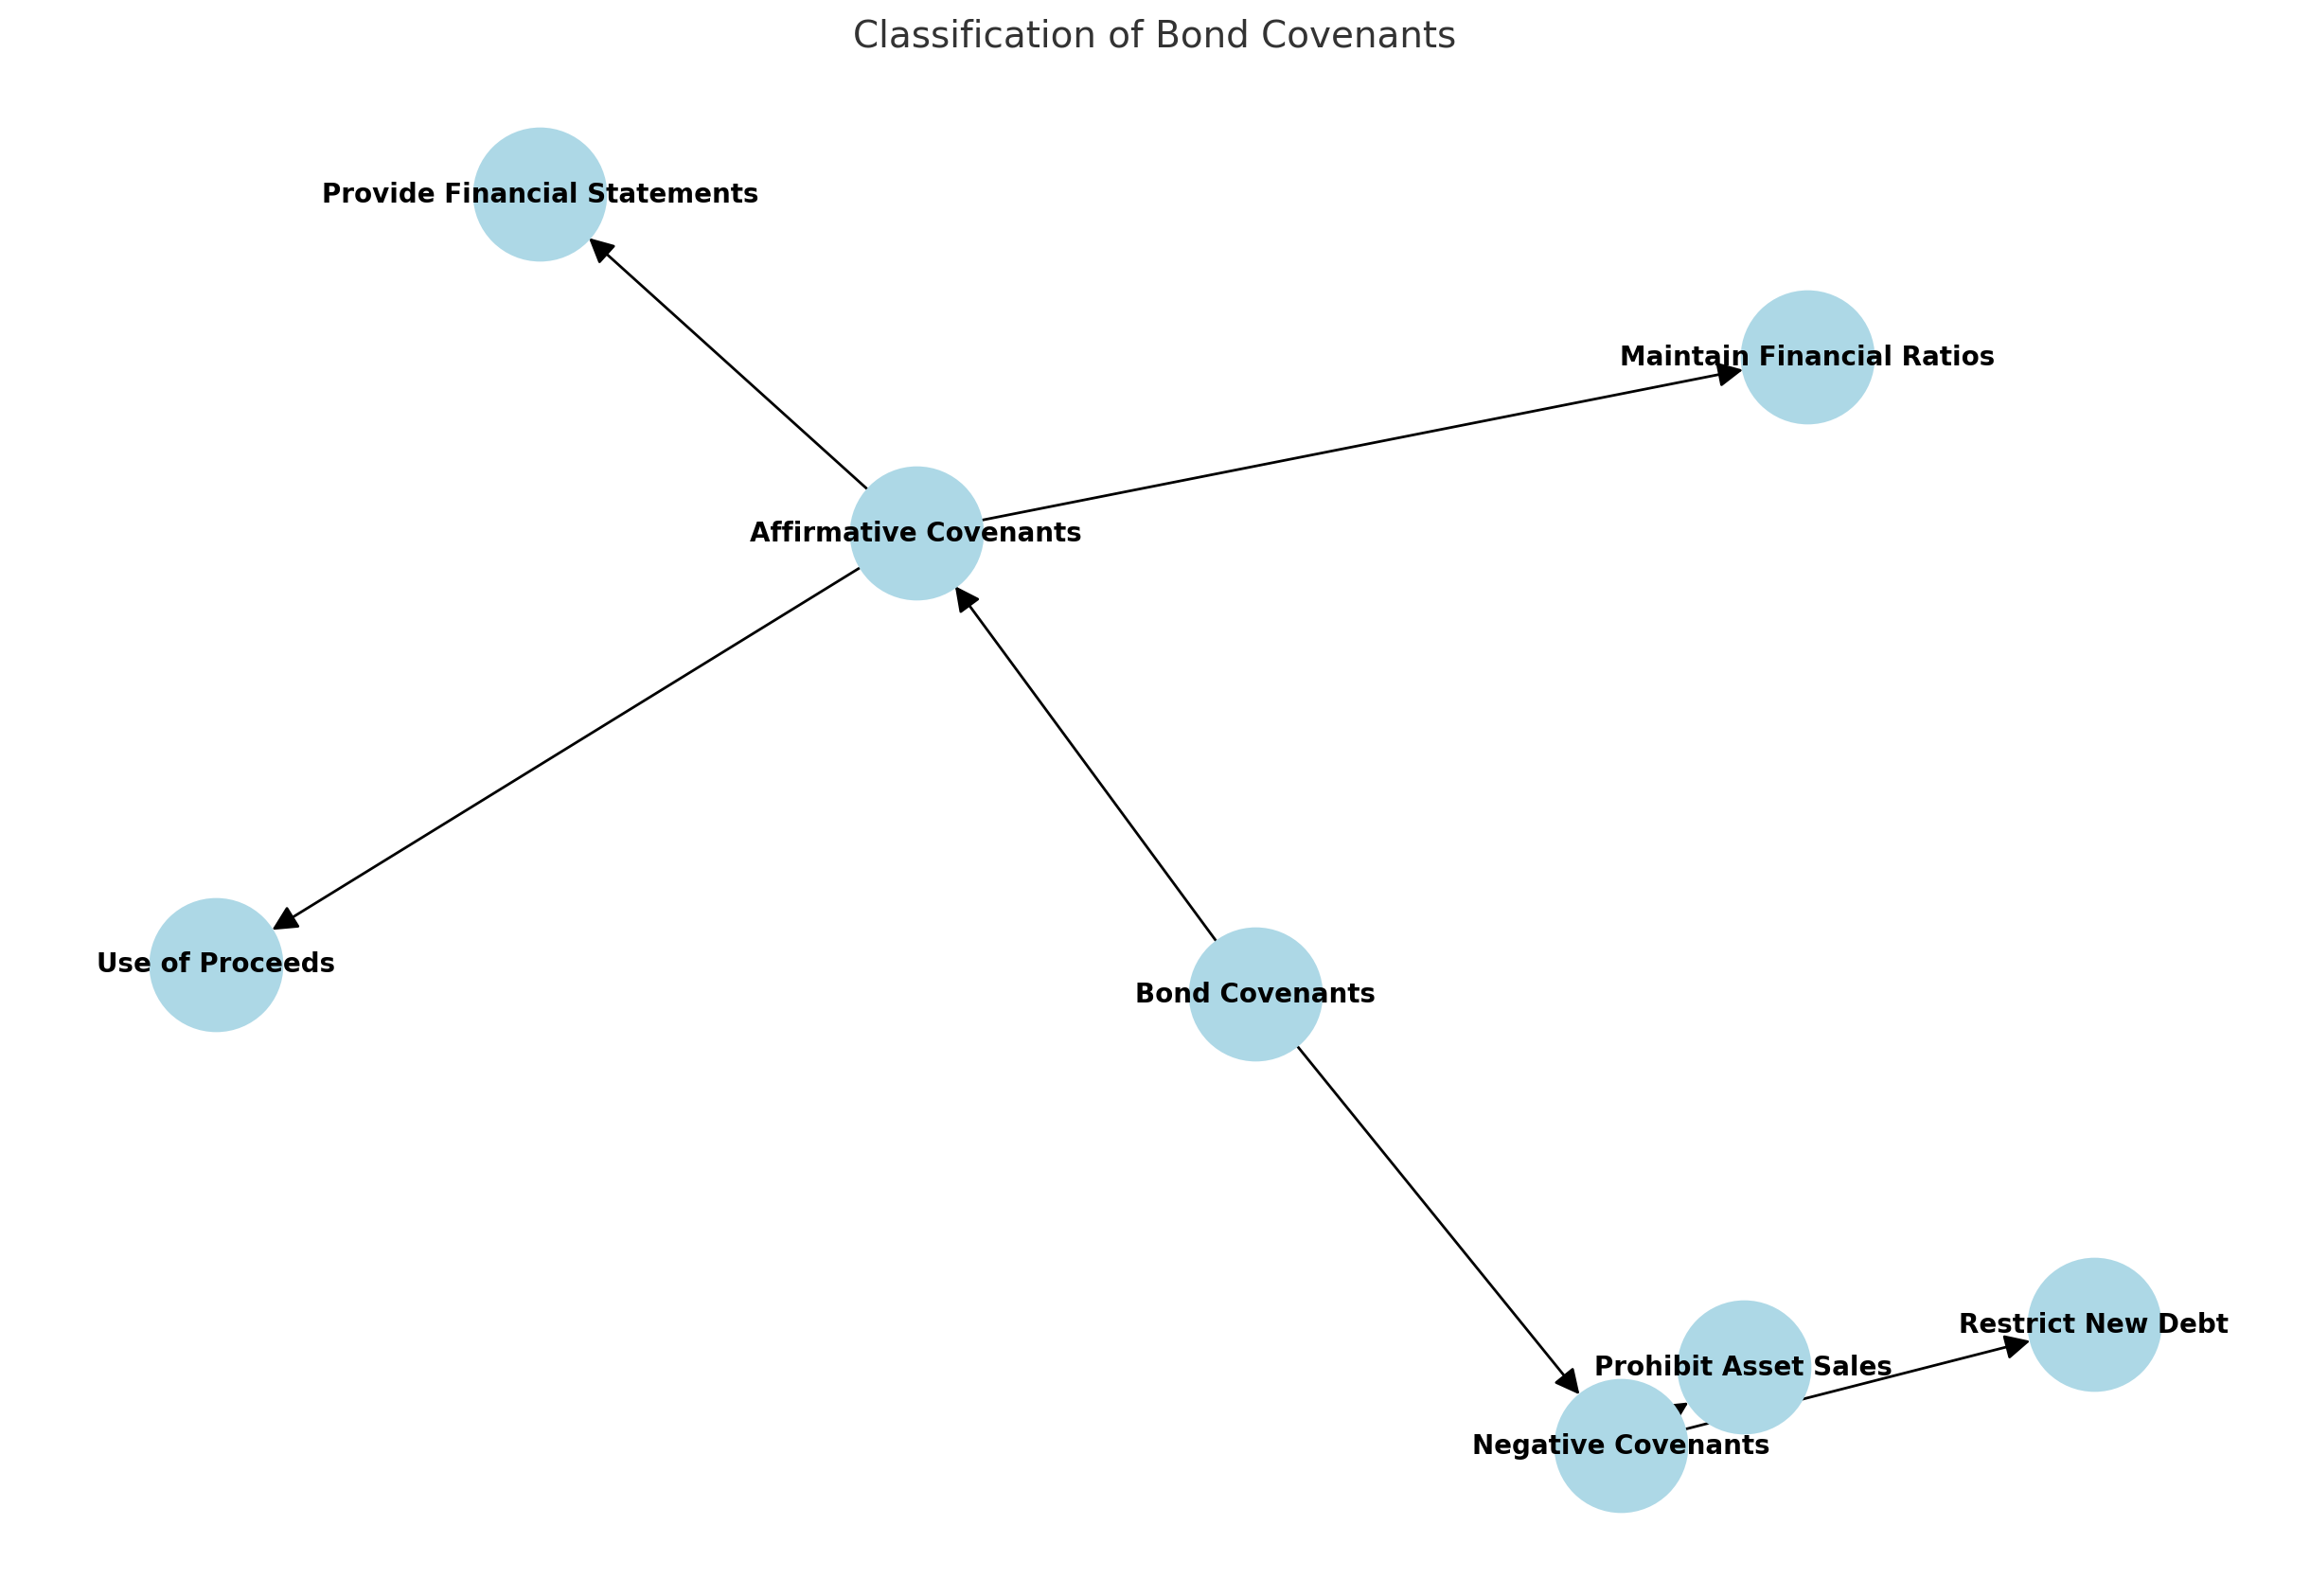 Classification of Bond Covenants
Provide Financial Statements
Maintain Financial Ratios
Affirmative Covenants
Use of Proceeds
Bond Covenants
Restrict New Debt
Prohibit Asset Sales
Negative Covenants